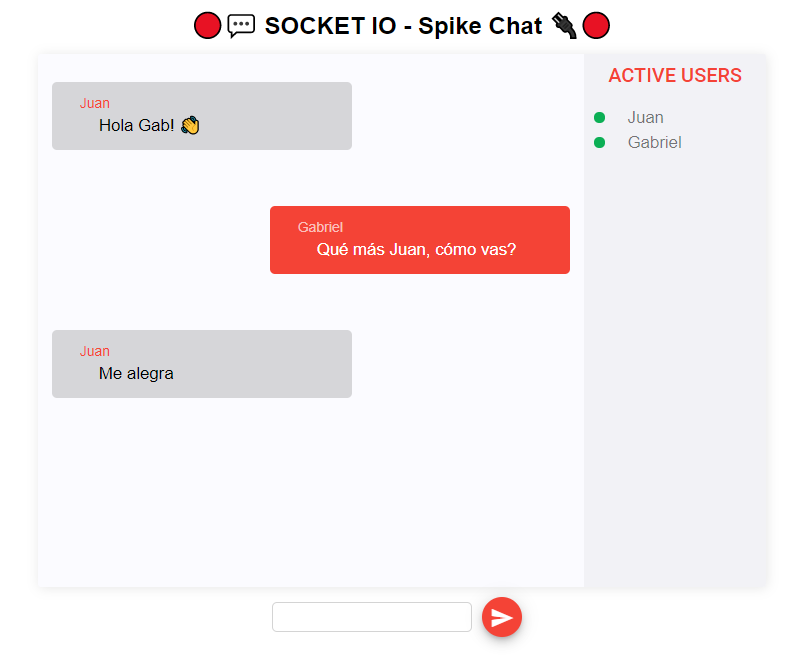 SOCKET IO - Spike Chat
Juan
Hola Gab! 👋
Gabriel
Qué más Juan, cómo vas?
Juan
Me alegra
ACTIVE USERS
Juan
Gabriel